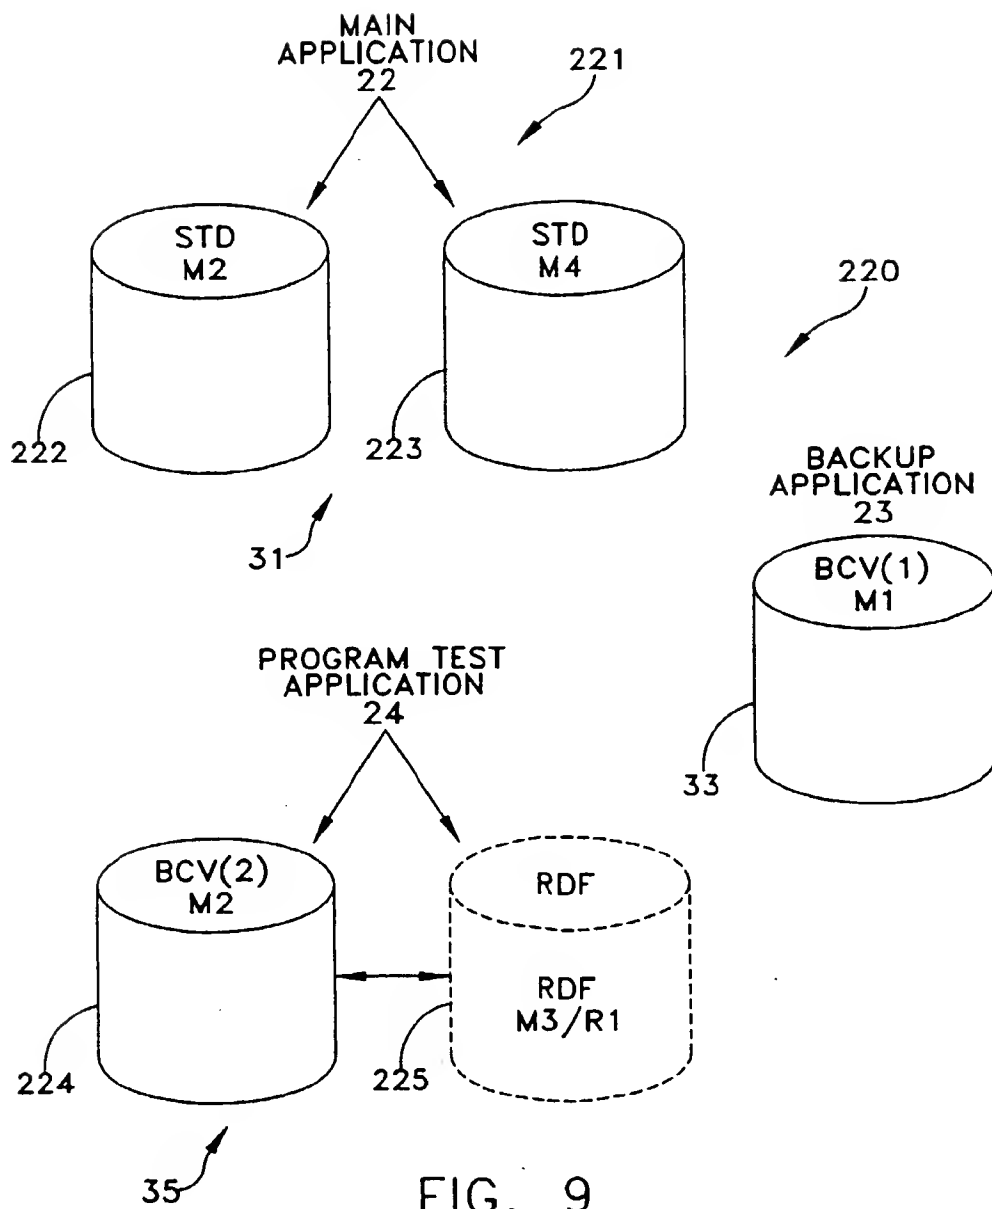 MAIN
APPLICATION
22
221
STD
M2
STD
M4
220
222
223
31
BACKUP
APPLICATION
23
BCV(1)
M1
33
PROGRAM TEST
APPLICATION
24
BCV(2)
M2
RDF
RDF
M3/R1
224
225
35
FIG. 9